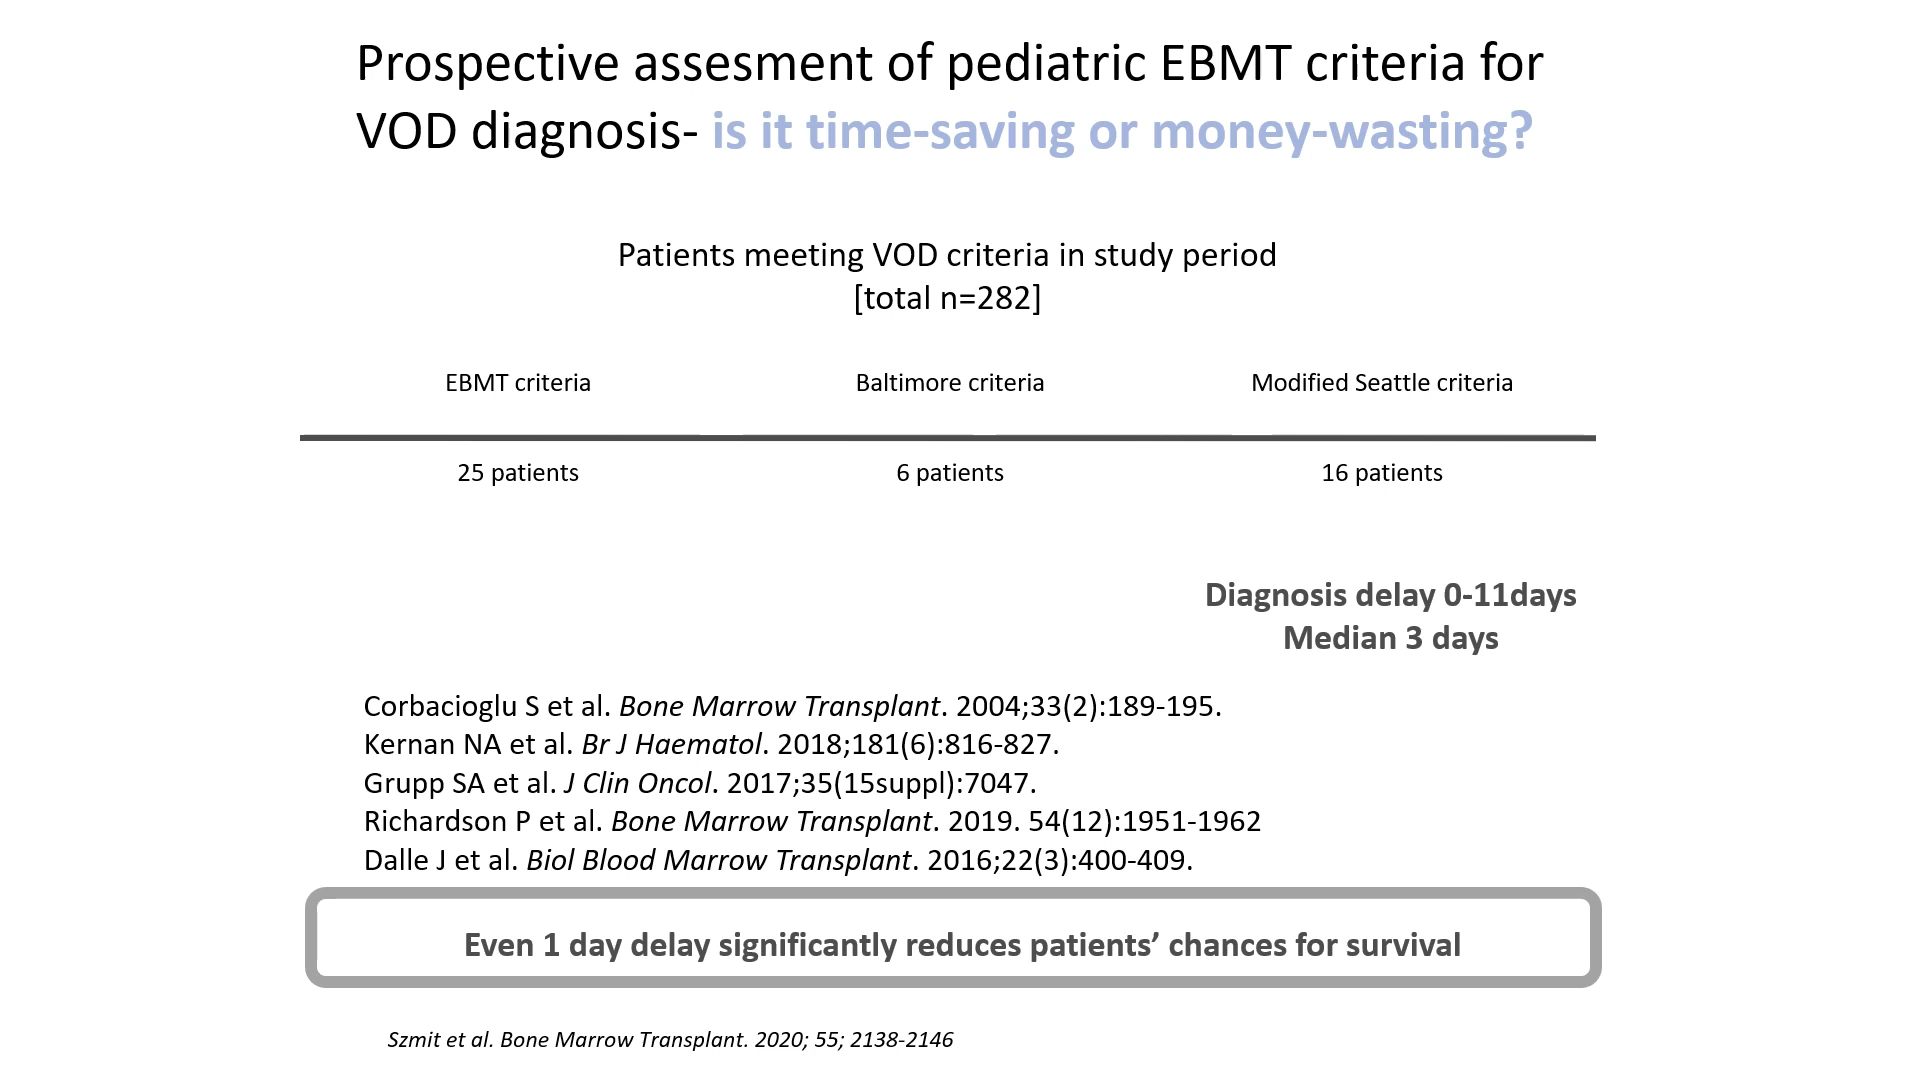 Prospective assesment of pediatric EBMT criteria for
VOD diagnosis- is it time-saving or money-wasting?
Patients meeting VOD criteria in study period
[total n=282]
EBMT criteria
Baltimore criteria
Modified Seattle criteria
25 patients
6 patients
16 patients
Diagnosis delay 0-11days
Median 3 days
Corbacioglu S et al. Bone Marrow Transplant. 2004;33(2):189-195.
Kernan NA et al. Br J Haematol. 2018;181(6):816-827.
Grupp SA et al. J Clin Oncol. 2017;35(15suppl):7047.
Richardson P et al. Bone Marrow Transplant. 2019. 54(12):1951-1962
Dalle J et al. Biol Blood Marrow Transplant. 2016;22(3):400-409.
Even 1 day delay significantly reduces patients’ chances for survival
Szmit et al. Bone Marrow Transplant. 2020; 55; 2138-2146